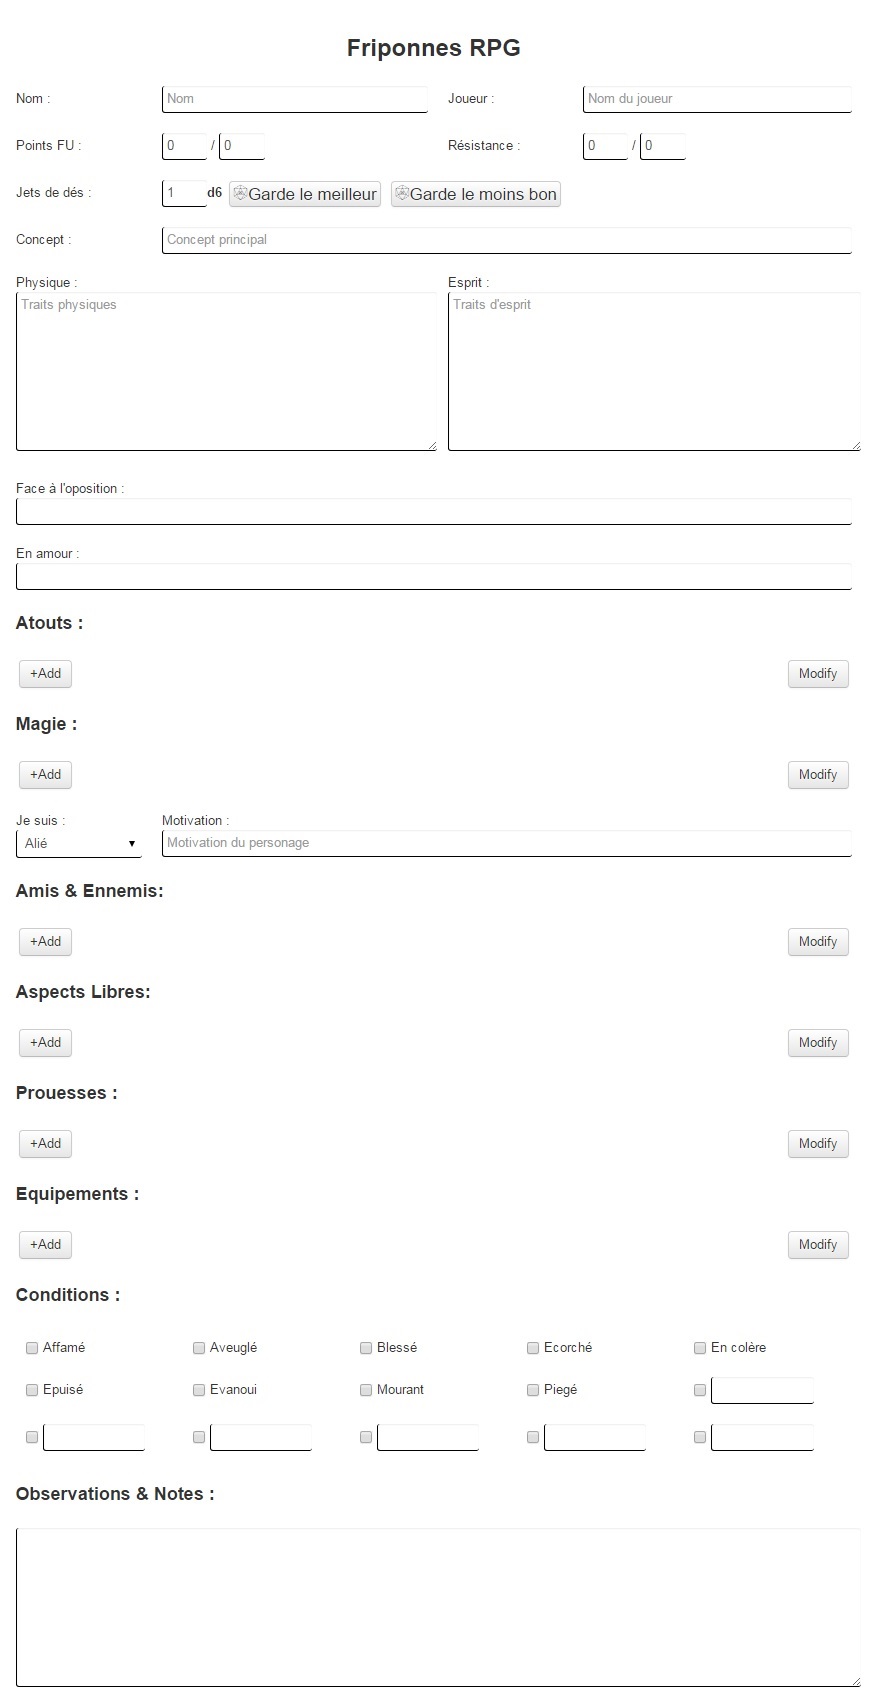 Friponnes RPG
Nom : Nom Joueur : Nom du joueur
Points FU : 0 / 0 Résistance : 0 / 0
Jets de dés : 1 d6 Garde le meilleur Garde le moins bon
Concept : Concept principal
Physique : Esprit :
Traits physiques Traits d'esprit
Face à l'oposition :
En amour :
Atouts :
+Add Modify
Magie :
+Add Modify
Je suis : Motivation :
Alié Motivation du personage
Amis & Ennemis:
+Add Modify
Aspects Libres:
+Add Modify
Prouesses :
+Add Modify
Equipements :
+Add Modify
Conditions :
Affamé Aveuglé Blessé Ecorché En colère
Epuisé Evanoui Mourant Piegé
Observations & Notes :